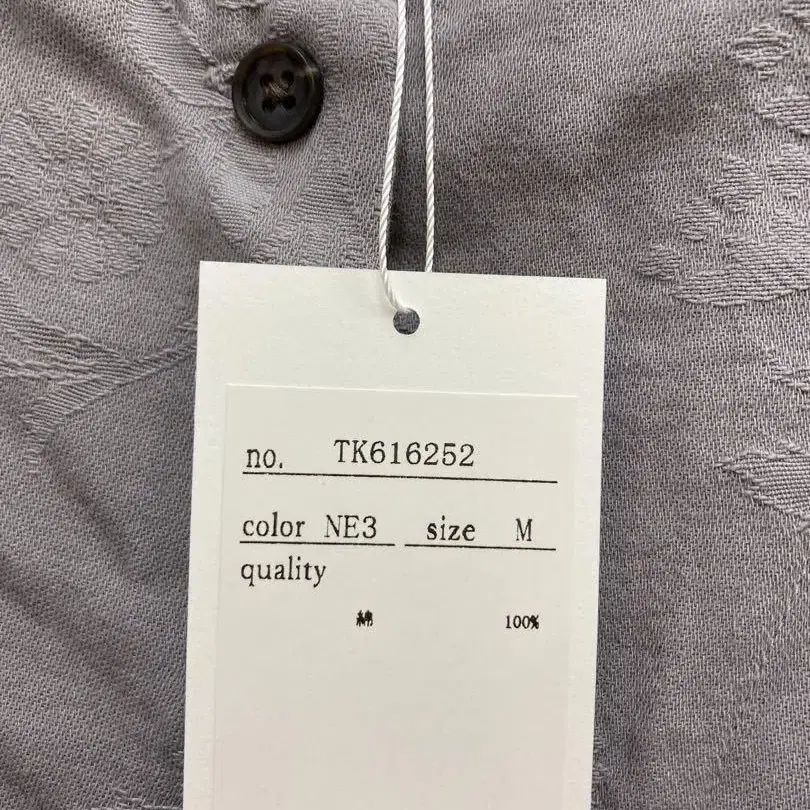 no. TK616252
color NE3 size M
quality
綿 100%